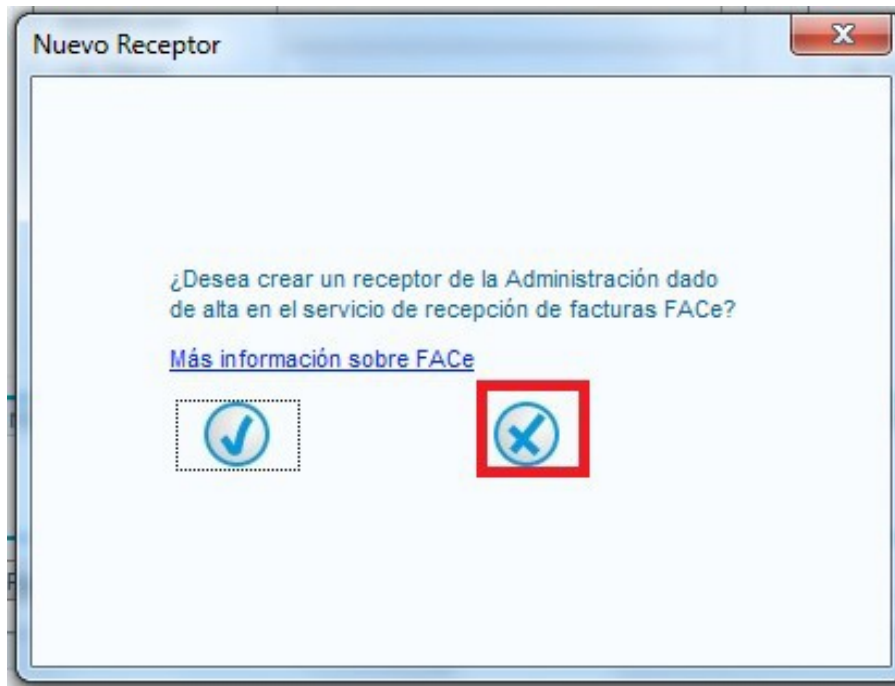 Nuevo Receptor
¿Desea crear un receptor de la Administración dado
de alta en el servicio de recepción de facturas FACe?
Más información sobre FACe